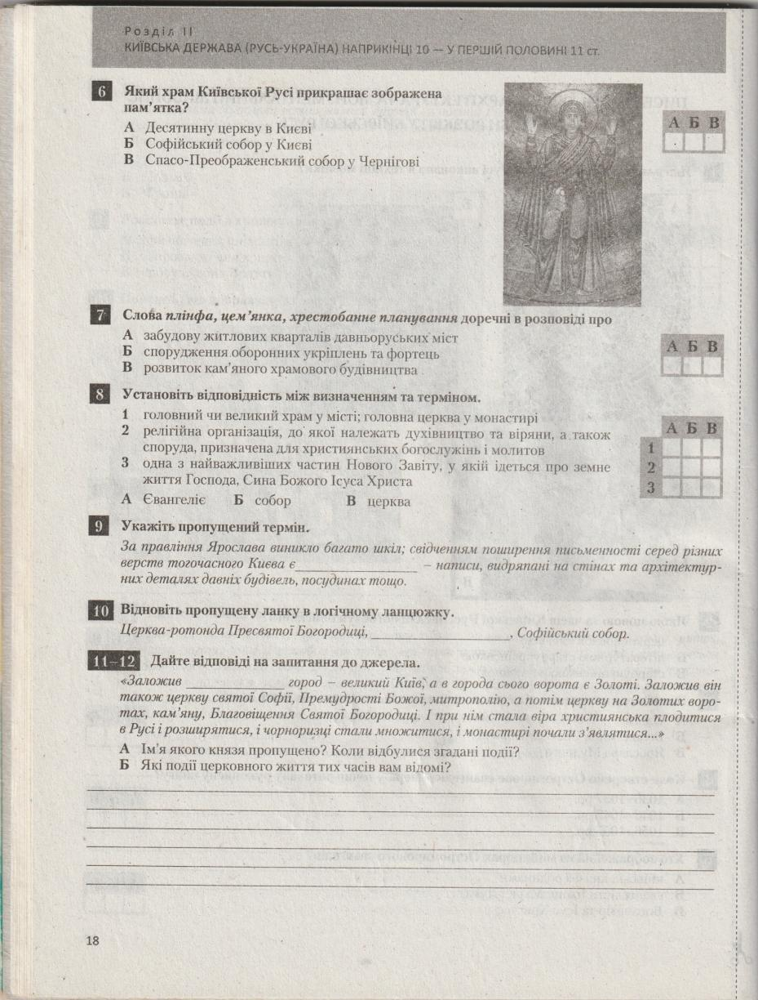 Розділ II
КИЇВСЬКА ДЕРЖАВА (РУСЬ-УКРАЇНА) НАПРИКІНЦІ 10 — У ПЕРШІЙ ПОЛОВИНІ 11 ст.
6 Який храм Київської Русі прикрашає зображена
пам’ятка?
А Десятинну церкву в Києві
Б Софійський собор у Києві
В Спасо-Преображенський собор у Чернігові
А Б В
7 Слова плінфа, цем’янка, хрестобанне планування доречні в розповіді про
А забудову житлових кварталів давньоруських міст
Б спорудження оборонних укріплень та фортець
В розвиток кам’яного храмового будівництва
А Б В
8 Установіть відповідність між визначенням та терміном.
1 головний чи великий храм у місті; головна церква у монастирі
2 релігійна організація, до якої належать духівництво та віряни, а також
споруда, призначена для християнських богослужінь і молитов
3 одна з найважливіших частин Нового Завіту, у якій ідеться про земне
життя Господа, Сина Божого Ісуса Христа
А Євангеліє Б собор В церква
А Б В
1
2
3
9 Укажіть пропущений термін.
За правління Ярослава виникло багато шкіл; свідченням поширення письменності серед різних
верств тогочасного Києва є_______________ – написи, видряпані на стінах та архітектур-
них деталях давніх будівель, посудинах тощо.
10 Відновіть пропущену ланку в логічному ланцюжку.
Церква-ротонда Пресвятої Богородиці, _________________, Софійський собор.
11–12 Дайте відповіді на запитання до джерела.
«Заложив ____________ город – великий Київ, а в города сього ворота є Золоті. Заложив він
також церкву святої Софії, Премудрості Божої, митрополію, а потім церкву на Золотих воро-
тах, кам’яну, Благовіщення Святої Богородиці. І при нім стала віра християнська плодитися
в Русі і розширятися, і чорноризці стали множитися, і монастирі почали з’являтися...»
А Ім’я якого князя пропущено? Коли відбулися згадані події?
Б Які події церковного життя тих часів вам відомі?
18